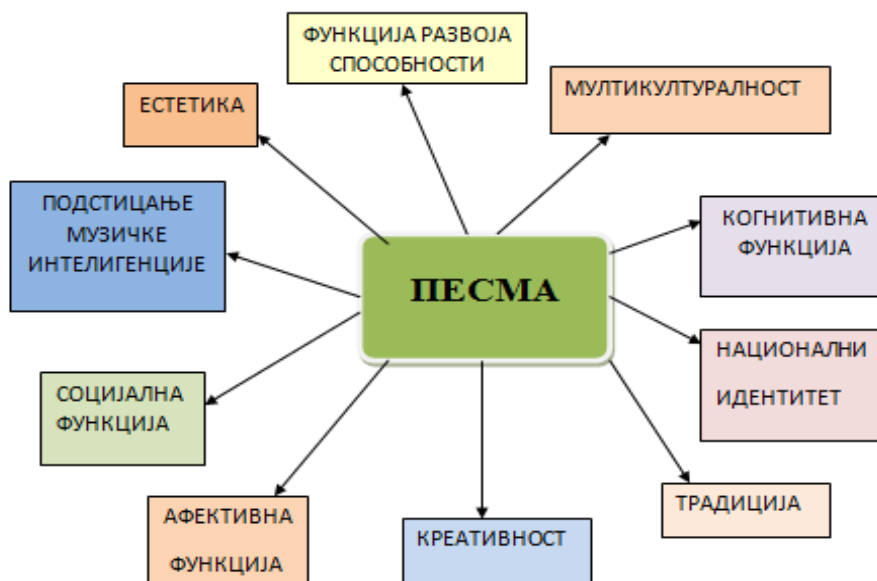 ФУНКЦИЈА РАЗВОЈА
СПОСОБНОСТИ
МУЛТИКУЛТУРАЛНОСТ
ЕСТЕТИКА
ПОДСТИЦАЊЕ
МУЗИЧКЕ
ИНТЕЛИГЕНЦИЈЕ
КОГНИТИВНА
ФУНКЦИЈА
ПЕСМА
НАЦИОНАЛНИ
ИДЕНТИТЕТ
СОЦИЈАЛНА
ФУНКЦИЈА
ТРАДИЦИЈА
АФЕКТИВНА
ФУНКЦИЈА
КРЕАТИВНОСТ